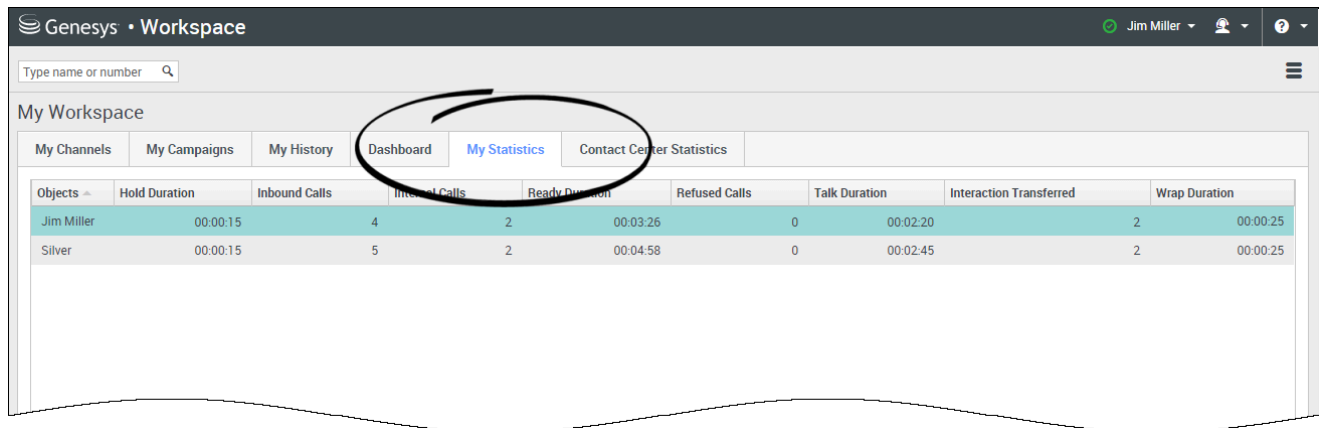 Genesys • Workspace Jim Miller ?
Type name or number
My Workspace
My Channels My Campaigns My History Dashboard My Statistics Contact Center Statistics
Objects Hold Duration Inbound Calls Internal Calls Ready Duration Refused Calls Talk Duration Interaction Transferred Wrap Duration
Jim Miller 00:00:15 4 2 00:03:26 0 00:02:20 2 00:00:25
Silver 00:00:15 5 2 00:04:58 0 00:02:45 2 00:00:25